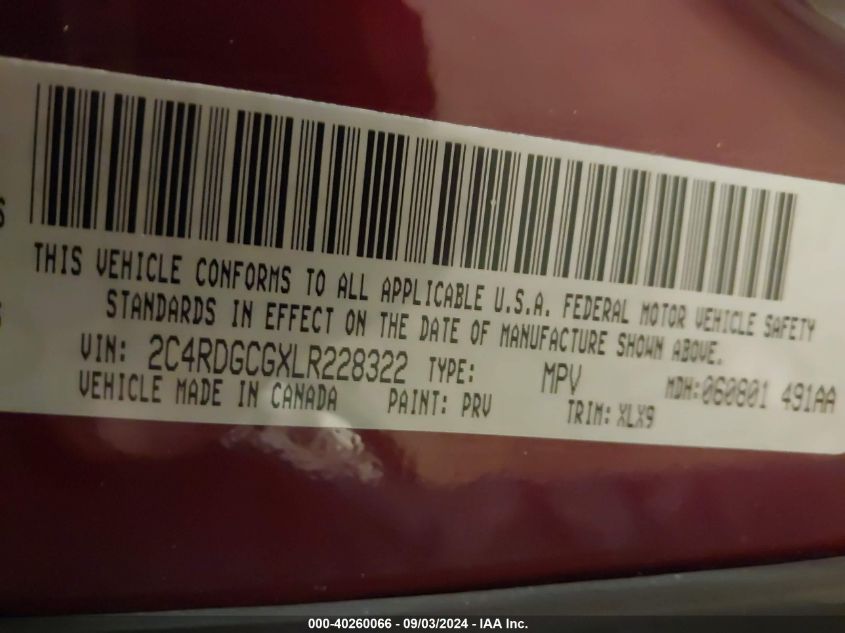 THIS VEHICLE CONFORMS TO ALL APPLICABLE U.S.A. FEDERAL MOTOR VEHICLE SAFETY
STANDARDS IN EFFECT ON THE DATE OF MANUFACTURE SHOWN ABOVE.
VIN: 2C4RDGCGXLR228322 TYPE: MPV MDH:060801 491AA
VEHICLE MADE IN CANADA PAINT: PRV TRIM: XLX9
000-40260066 - 09/03/2024 - IAA Inc.